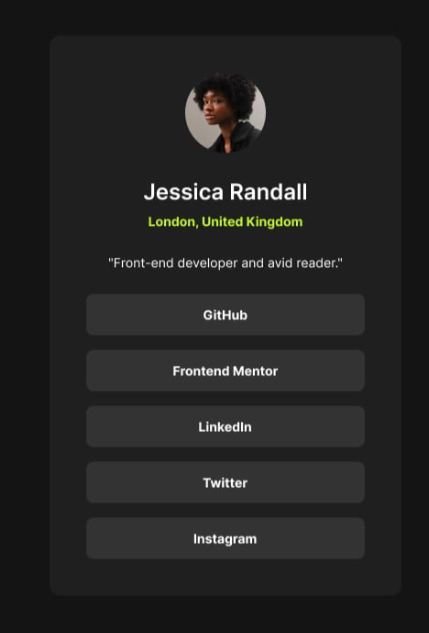 Jessica Randall
London, United Kingdom
"Front-end developer and avid reader."
GitHub
Frontend Mentor
LinkedIn
Twitter
Instagram